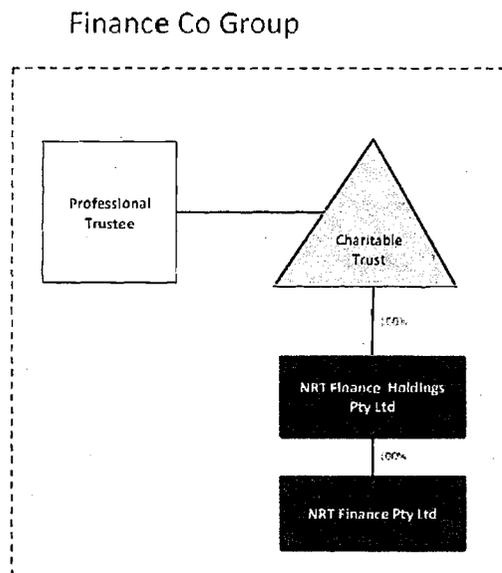 Finance Co Group
Professional
Trustee
Charitable
Trust
100%
NRT Finance Holdings
Pty Ltd
100%
NRT Finance Pty Ltd